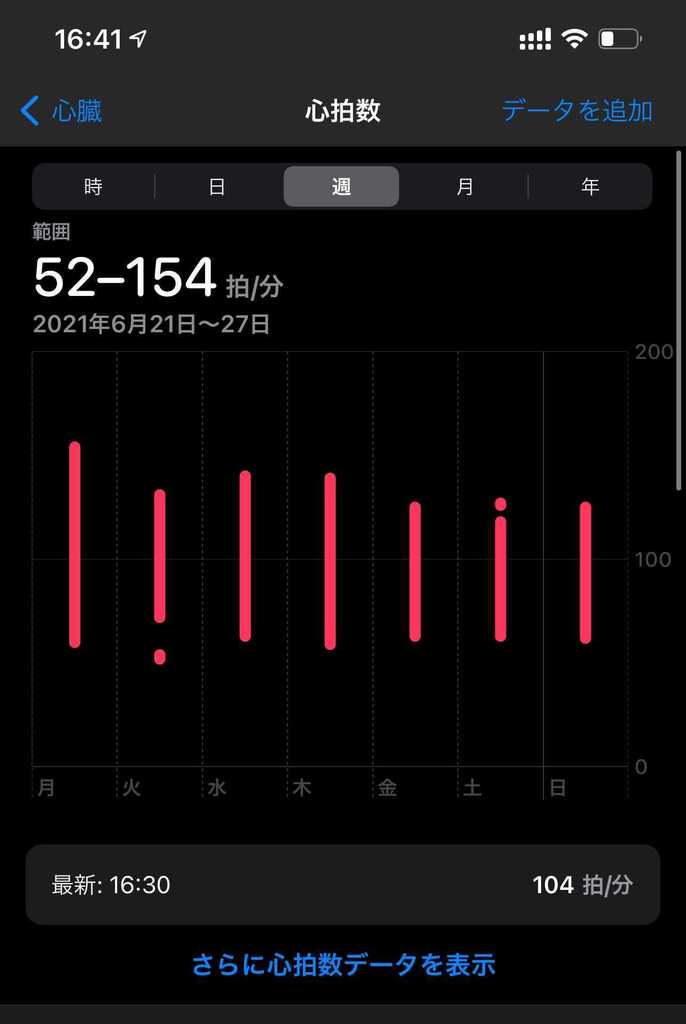 16:41
心臓 心拍数 データを追加
時 日 週 月 年
範囲
52–154 拍/分
2021年6月21日〜27日
200
100
0
月 火 水 木 金 土 日
最新: 16:30 104 拍/分
さらに心拍数データを表示